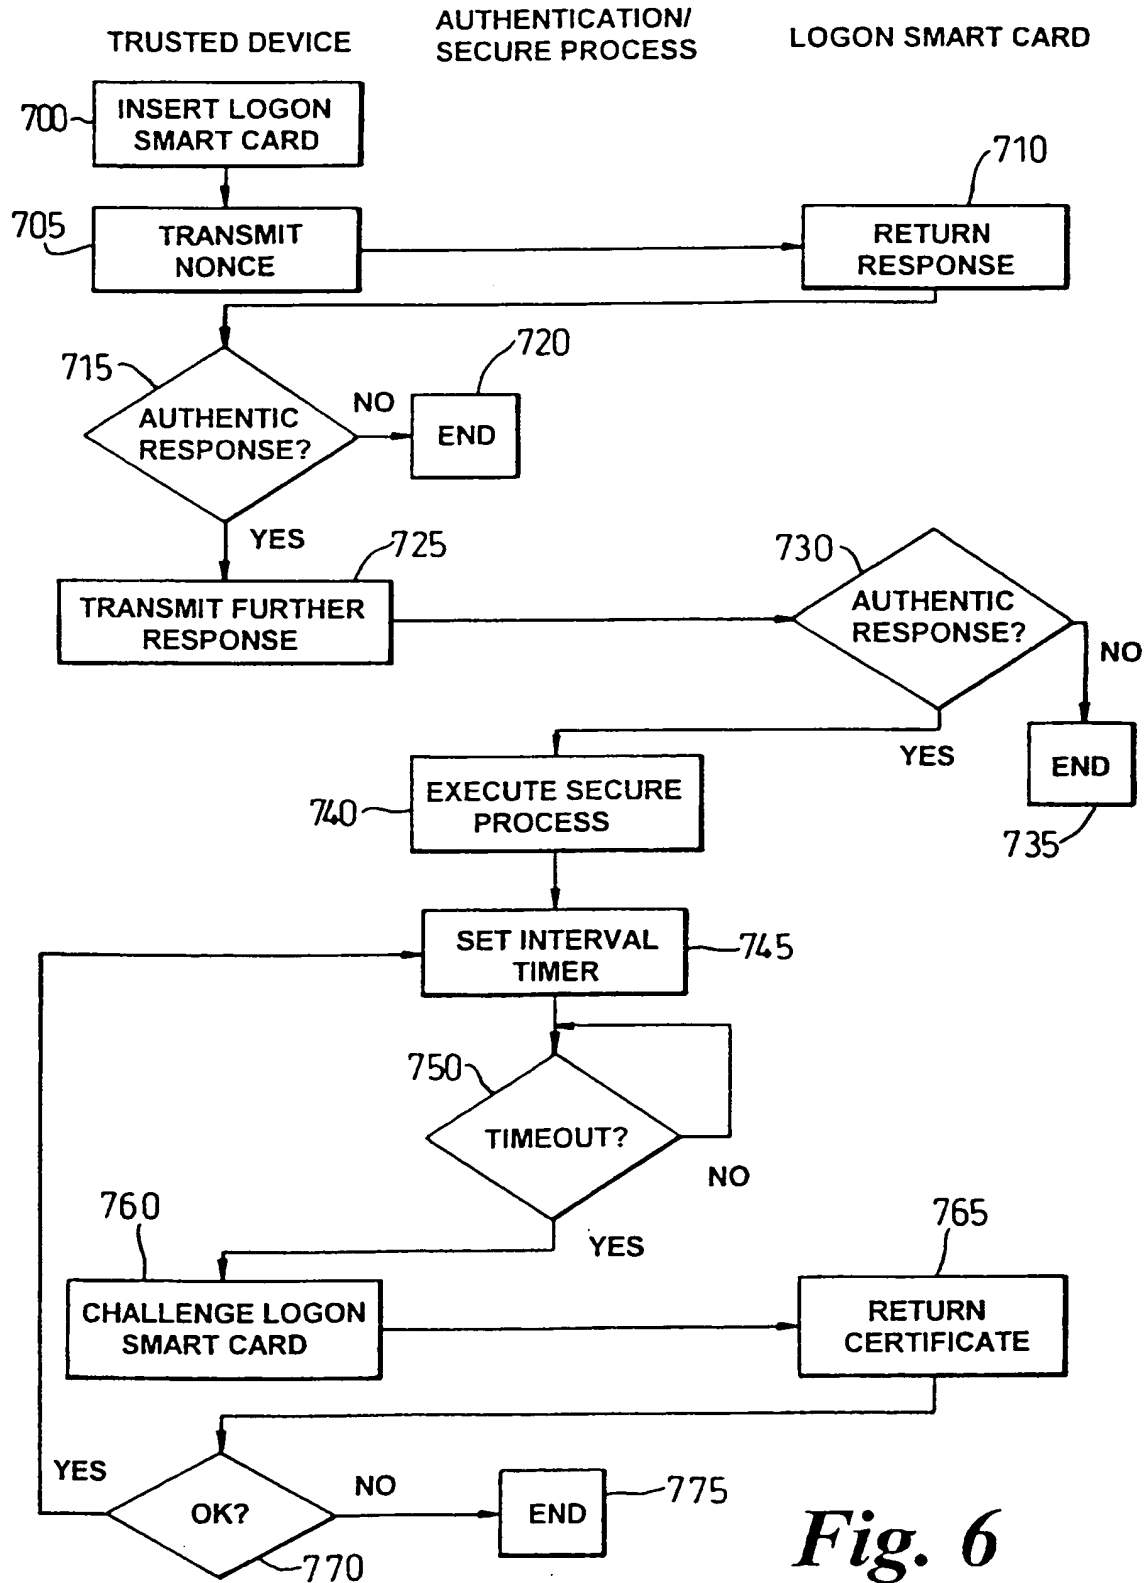 TRUSTED DEVICE
AUTHENTICATION/
SECURE PROCESS
LOGON SMART CARD
700
INSERT LOGON
SMART CARD
705
TRANSMIT
NONCE
710
RETURN
RESPONSE
715
AUTHENTIC
RESPONSE?
NO
720
END
YES
725
TRANSMIT FURTHER
RESPONSE
730
AUTHENTIC
RESPONSE?
NO
YES
END
735
740
EXECUTE SECURE
PROCESS
SET INTERVAL
TIMER
745
750
TIMEOUT?
NO
YES
760
CHALLENGE LOGON
SMART CARD
765
RETURN
CERTIFICATE
YES
OK?
770
NO
END
775
Fig. 6